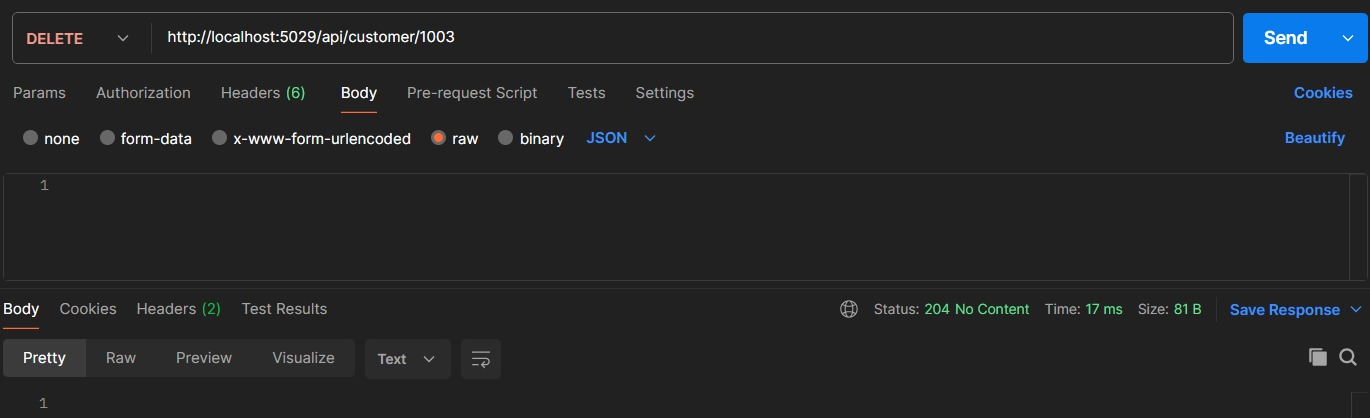 DELETE http://localhost:5029/api/customer/1003 Send
Params Authorization Headers (6) Body Pre-request Script Tests Settings Cookies
none form-data x-www-form-urlencoded raw binary JSON Beautify
1
Body Cookies Headers (2) Test Results Status: 204 No Content Time: 17 ms Size: 81 B Save Response
Pretty Raw Preview Visualize Text
1